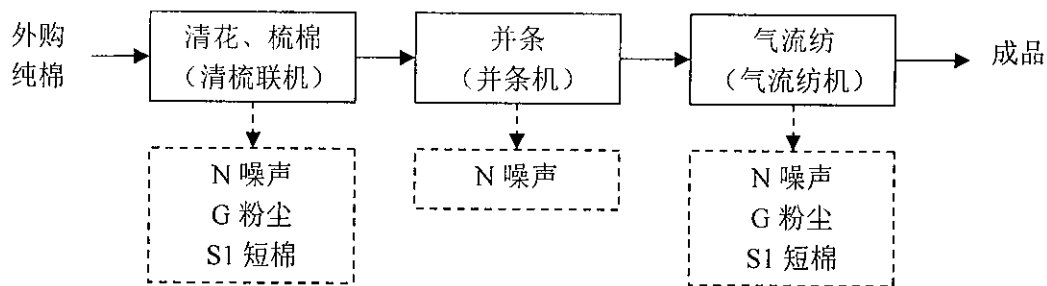 外购
纯棉
清花、梳棉
（清梳联机）
并条
（并条机）
气流纺
（气流纺机）
成品
N 噪声
G 粉尘
S1 短棉
N 噪声
N 噪声
G 粉尘
S1 短棉